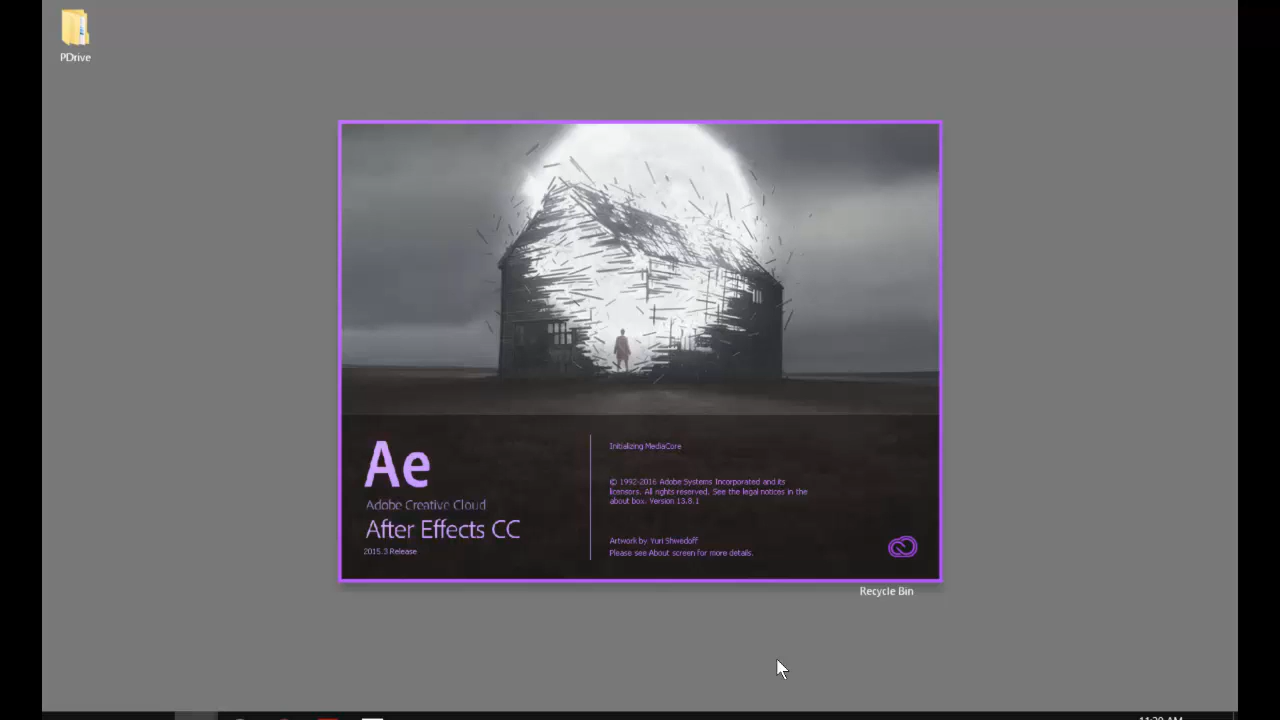 PDrive
Ae
Adobe Creative Cloud
After Effects CC
2015.3 Release
Initializing MediaCore
© 1992-2016 Adobe Systems Incorporated and its
licensors. All rights reserved. See the legal notices in the
about box. Version 13.8.1
Artwork by Yuri Shwedoff
Please see About screen for more details.
Recycle Bin